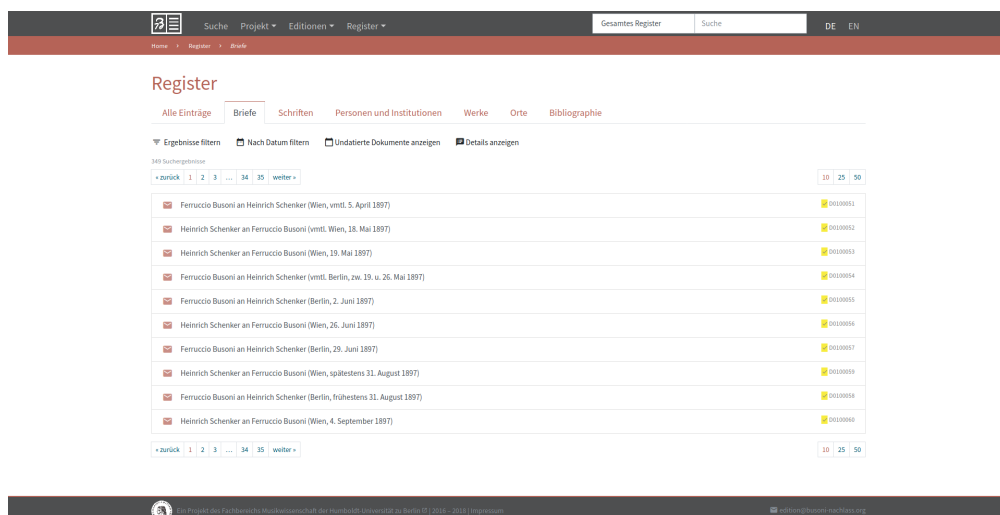 Suche Projekt Editionen Register Gesamtes Register Suche DE EN
Home > Register > Briefe
Register
Alle Einträge Briefe Schriften Personen und Institutionen Werke Orte Bibliographie
Ergebnisse filtern Nach Datum filtern Undatierte Dokumente anzeigen Details anzeigen
349 Suchergebnisse
« zurück 1 2 3 … 34 35 weiter » 10 25 50
Ferruccio Busoni an Heinrich Schenker (Wien, vmtl. 5. April 1897) D0100051
Heinrich Schenker an Ferruccio Busoni (vmtl. Wien, 18. Mai 1897) D0100052
Heinrich Schenker an Ferruccio Busoni (Wien, 19. Mai 1897) D0100053
Ferruccio Busoni an Heinrich Schenker (vmtl. Berlin, zw. 19. u. 26. Mai 1897) D0100054
Ferruccio Busoni an Heinrich Schenker (Berlin, 2. Juni 1897) D0100055
Heinrich Schenker an Ferruccio Busoni (Wien, 26. Juni 1897) D0100056
Ferruccio Busoni an Heinrich Schenker (Berlin, 29. Juni 1897) D0100057
Heinrich Schenker an Ferruccio Busoni (Wien, spätestens 31. August 1897) D0100059
Ferruccio Busoni an Heinrich Schenker (Berlin, frühestens 31. August 1897) D0100058
Heinrich Schenker an Ferruccio Busoni (Wien, 4. September 1897) D0100060
« zurück 1 2 3 … 34 35 weiter » 10 25 50
Ein Projekt des Fachbereichs Musikwissenschaft der Humboldt-Universität zu Berlin | 2016 – 2018 | Impressum edition@busoni-nachlass.org